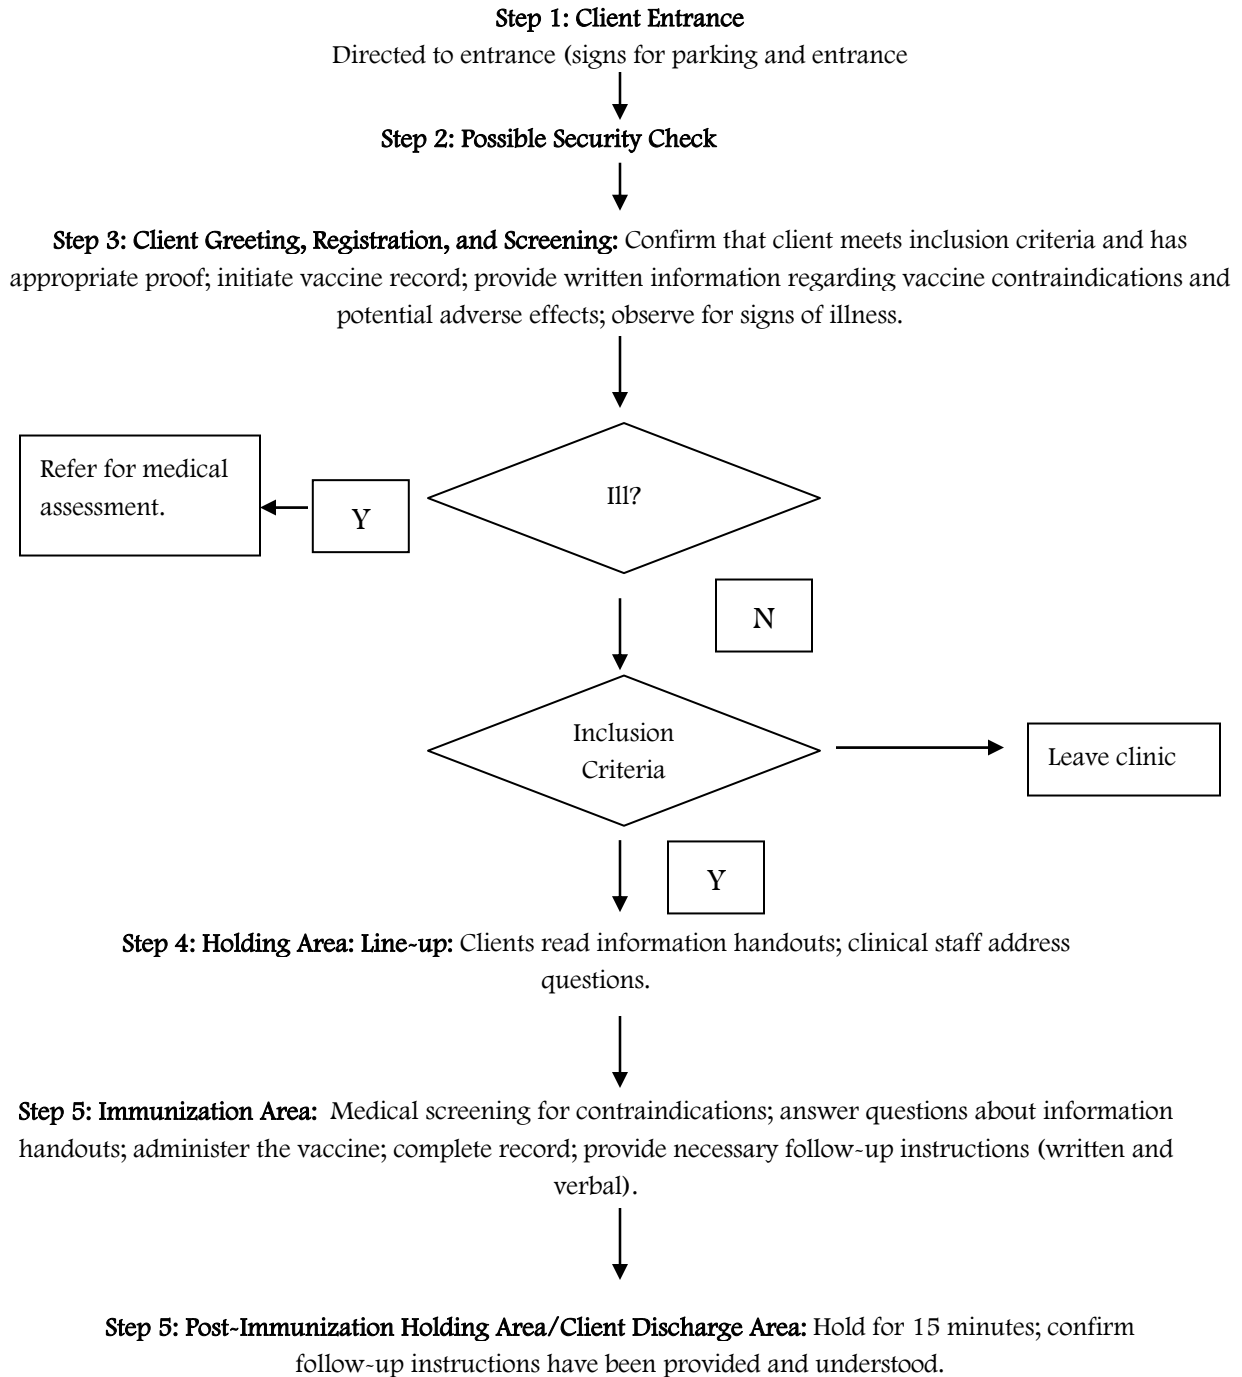 Step 1: Client Entrance
Directed to entrance (signs for parking and entrance
Step 2: Possible Security Check
Step 3: Client Greeting, Registration, and Screening: Confirm that client meets inclusion criteria and has
appropriate proof; initiate vaccine record; provide written information regarding vaccine contraindications and
potential adverse effects; observe for signs of illness.
Refer for medical
assessment.
Y
Ill?
N
Inclusion
Criteria
Leave clinic
Y
Step 4: Holding Area: Line-up: Clients read information handouts; clinical staff address
questions.
Step 5: Immunization Area: Medical screening for contraindications; answer questions about information
handouts; administer the vaccine; complete record; provide necessary follow-up instructions (written and
verbal).
Step 5: Post-Immunization Holding Area/Client Discharge Area: Hold for 15 minutes; confirm
follow-up instructions have been provided and understood.